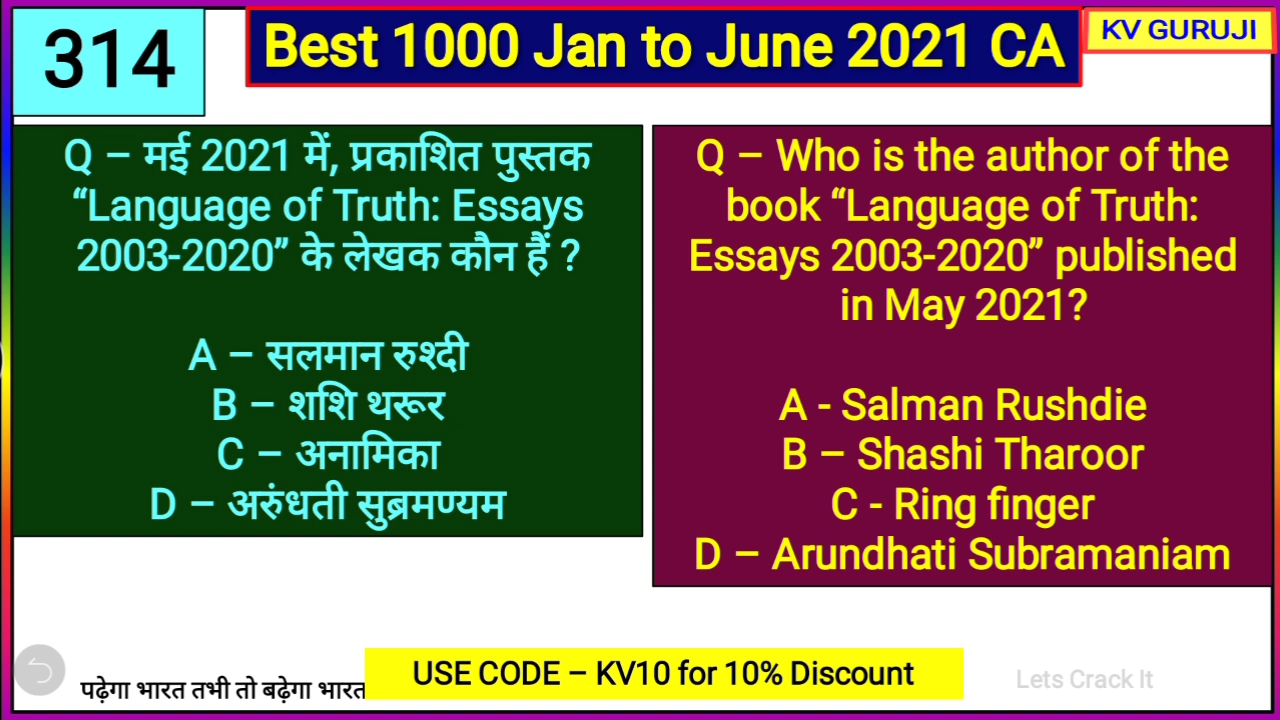 314
Best 1000 Jan to June 2021 CA
KV GURUJI
Q – मई 2021 में, प्रकाशित पुस्तक
“Language of Truth: Essays
2003-2020” के लेखक कौन हैं ?
A – सलमान रुश्दी
B – शशि थरूर
C – अनामिका
D – अरुंधती सुब्रमण्यम
Q – Who is the author of the
book “Language of Truth:
Essays 2003-2020” published
in May 2021?
A - Salman Rushdie
B – Shashi Tharoor
C - Ring finger
D – Arundhati Subramaniam
पढ़ेगा भारत तभी तो बढ़ेगा भारत
USE CODE – KV10 for 10% Discount
Lets Crack It